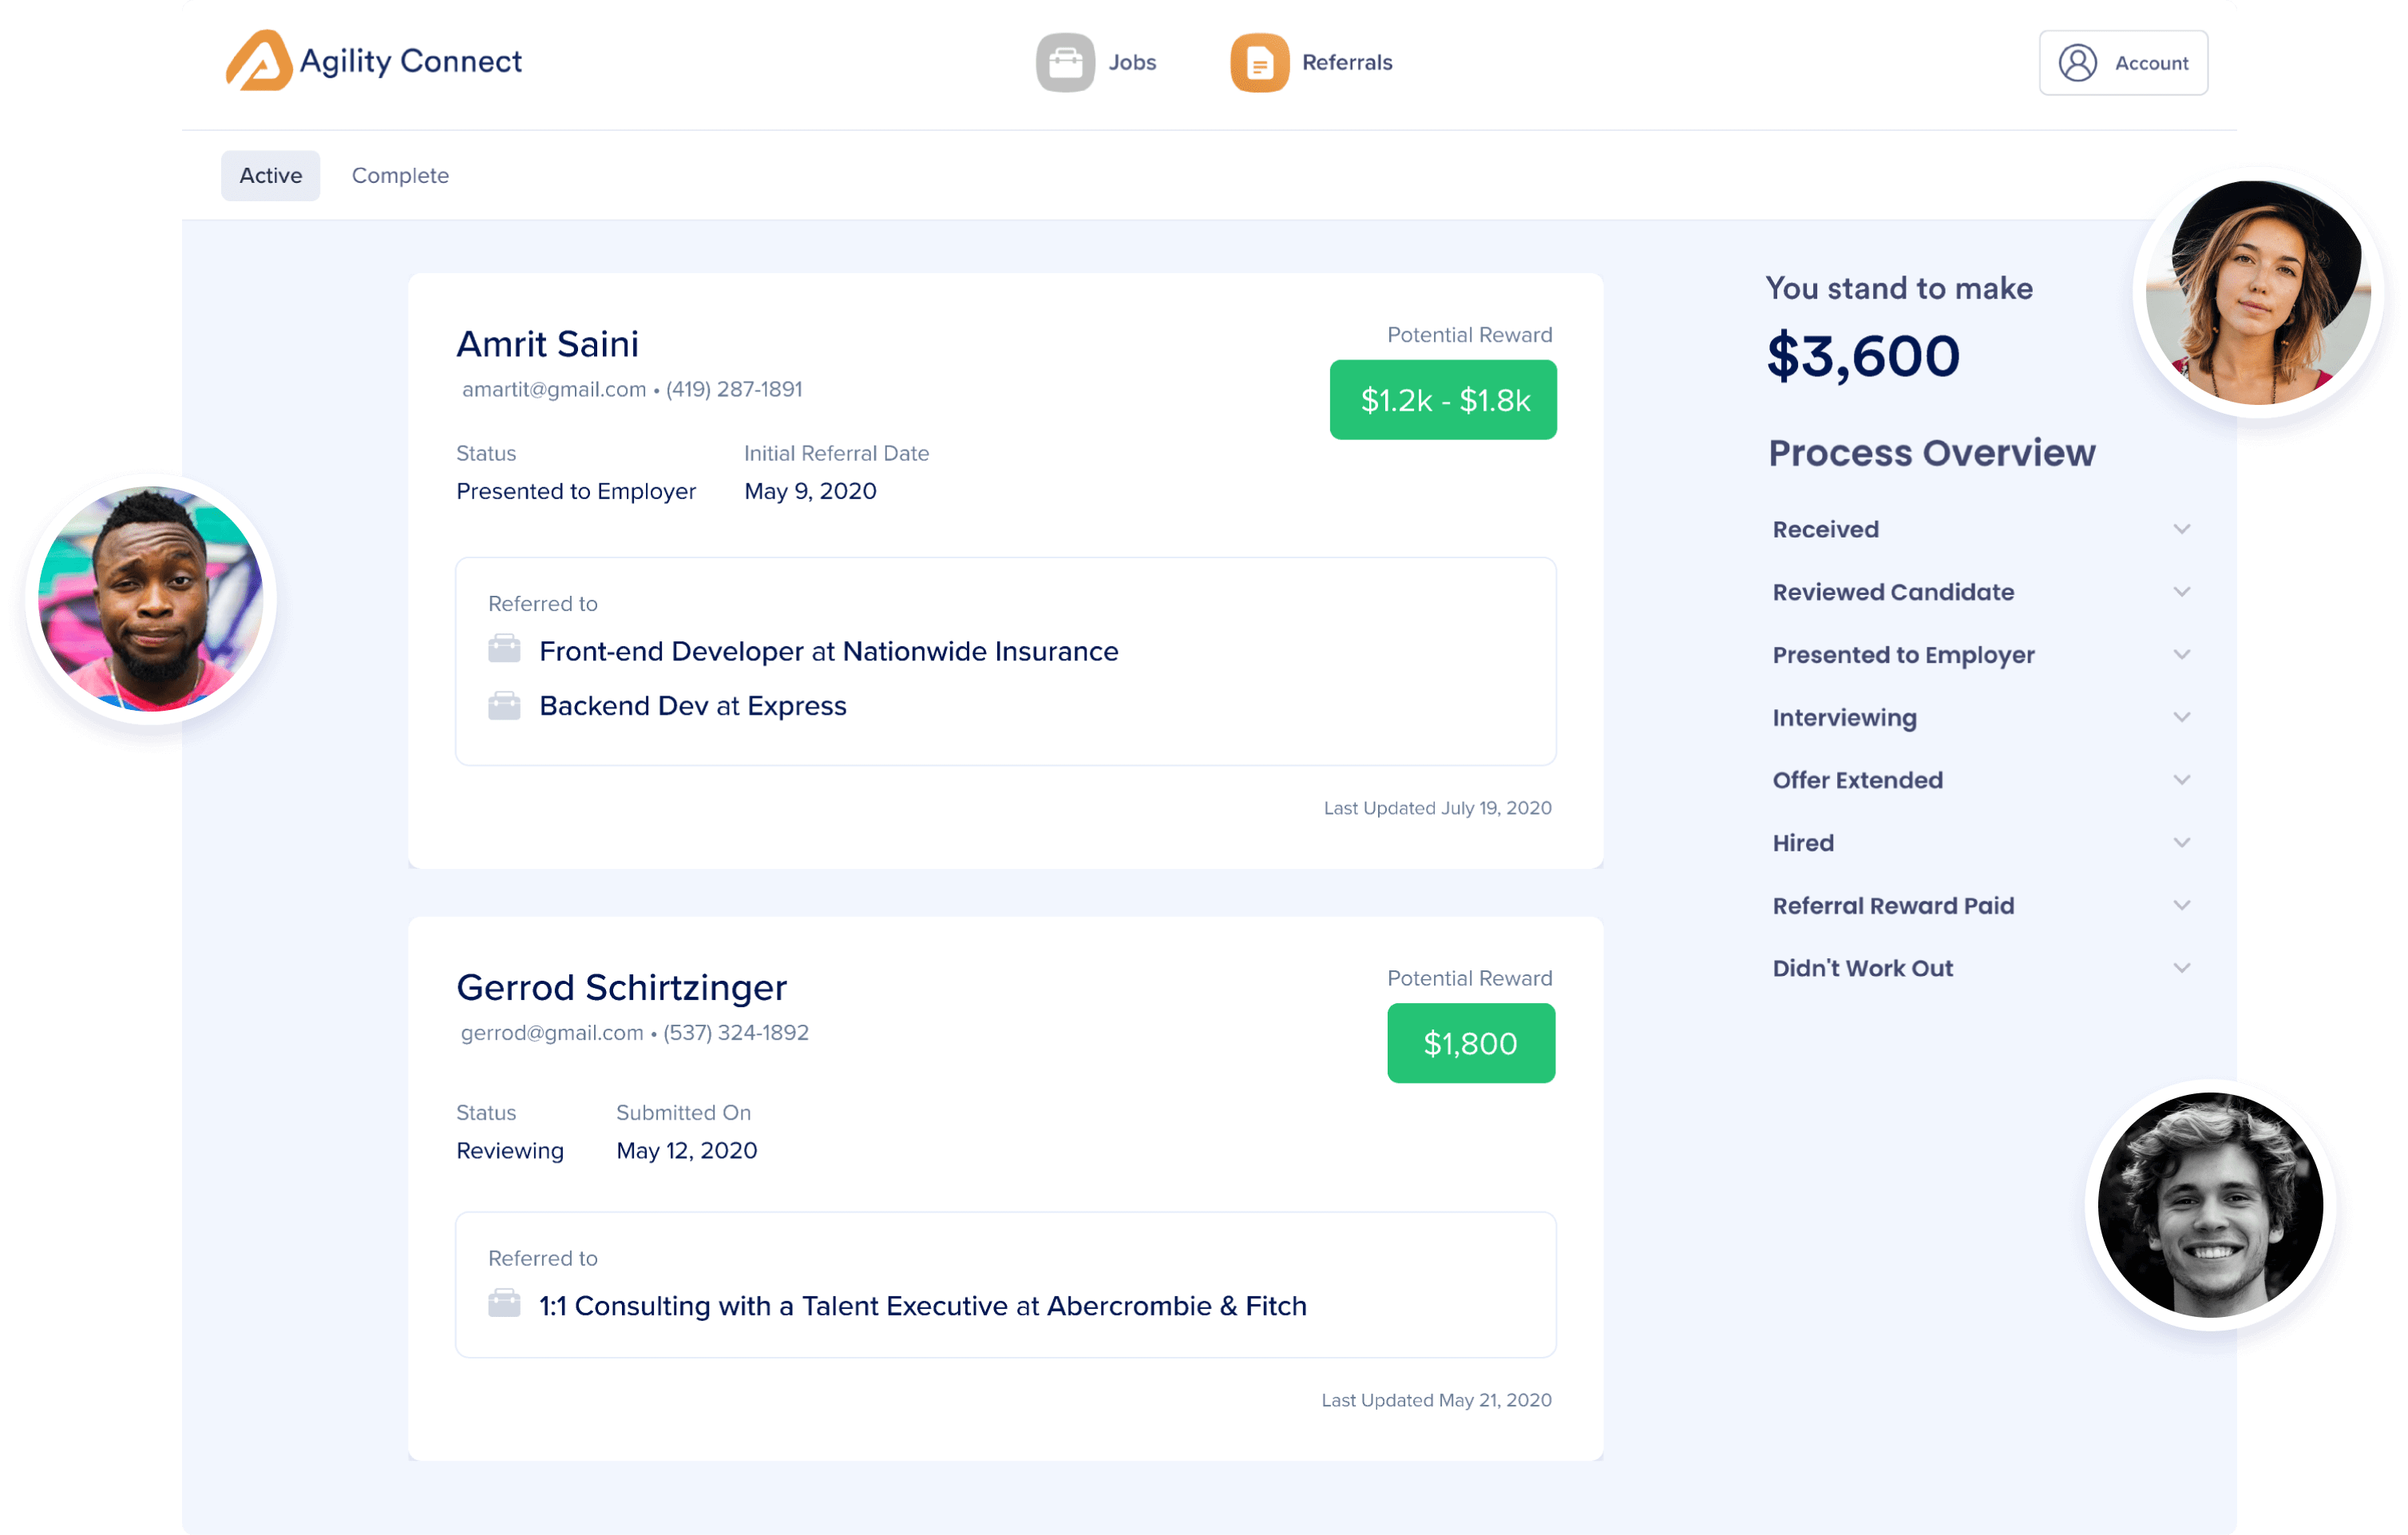 Agility Connect
Jobs
Referrals
Account
Active
Complete
Amrit Saini
amartit@gmail.com • (419) 287-1891
Potential Reward
$1.2k - $1.8k
Status
Initial Referral Date
Presented to Employer
May 9, 2020
Referred to
Front-end Developer at Nationwide Insurance
Backend Dev at Express
Last Updated July 19, 2020
Gerrod Schirtzinger
gerrod@gmail.com • (537) 324-1892
Potential Reward
$1,800
Status
Submitted On
Reviewing
May 12, 2020
Referred to
1:1 Consulting with a Talent Executive at Abercrombie & Fitch
Last Updated May 21, 2020
You stand to make
$3,600
Process Overview
Received
Reviewed Candidate
Presented to Employer
Interviewing
Offer Extended
Hired
Referral Reward Paid
Didn't Work Out